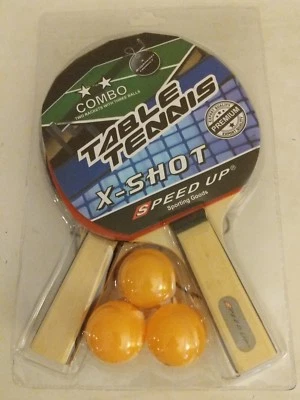 COMBO
TWO RACKETS WITH THREE BALLS
TABLE
TENNIS
X-SHOT
SPEED UP
Sporting Goods
PREMIUM